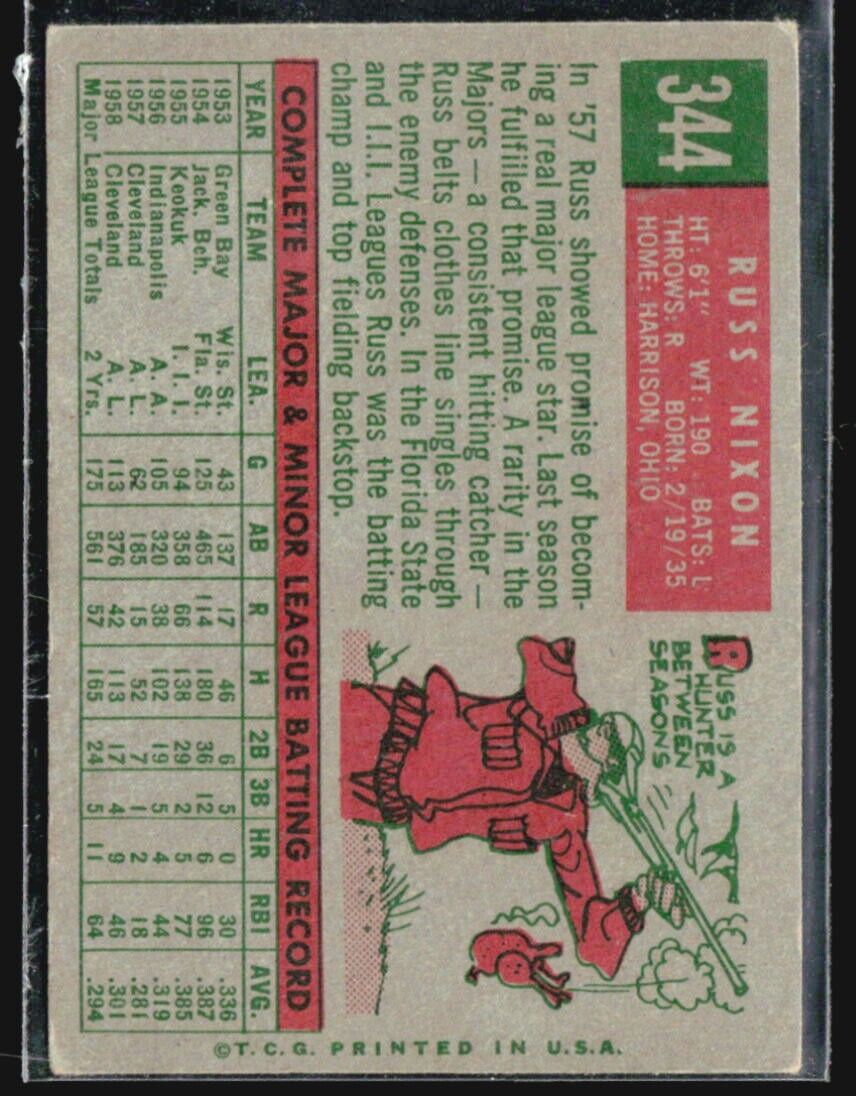 344
RUSS NIXON
HT: 6'1" WT: 190 BATS: L
THROWS: R BORN: 2/19/35
HOME: HARRISON, OHIO
In '57 Russ showed promise of becom-
ing a real major league star. Last season
he fulfilled that promise. A rarity in the
Majors — a consistent hitting catcher —
Russ belts clothes line singles through
the enemy defenses. In the Florida State
and I.I.I. Leagues Russ was the batting
champ and top fielding backstop.
RUSS IS A
HUNTER
BETWEEN
SEASONS
COMPLETE MAJOR & MINOR LEAGUE BATTING RECORD
YEAR TEAM LEA. G AB R H 2B 3B HR RBI AVG.
1953 Green Bay Wis. St. 43 137 17 46 6 5 0 30 .336
1954 Jack. Bch. Fla. St. 125 465 114 180 36 12 6 96 .387
1955 Keokuk I. I. I. 94 358 66 138 29 2 5 77 .385
1956 Indianapolis A. A. 105 320 38 102 19 5 4 44 .319
1957 Cleveland A. L. 62 185 15 52 7 1 2 18 .281
1958 Cleveland A. L. 113 376 42 113 17 4 9 46 .301
Major League Totals 2 Yrs. 175 561 57 165 24 5 11 64 .294
©T.C.G. PRINTED IN U.S.A.